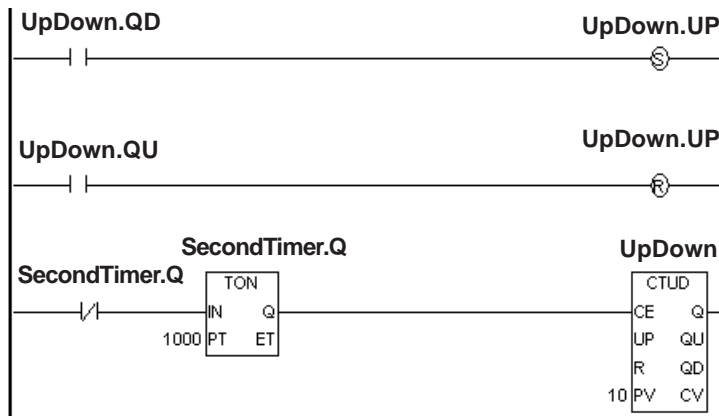 UpDown.QD UpDown.UP
S
UpDown.QU UpDown.UP
R
SecondTimer.Q UpDown
SecondTimer.Q TON CTUD
IN Q CE Q
1000 PT ET UP QU
R QD
10 PV CV